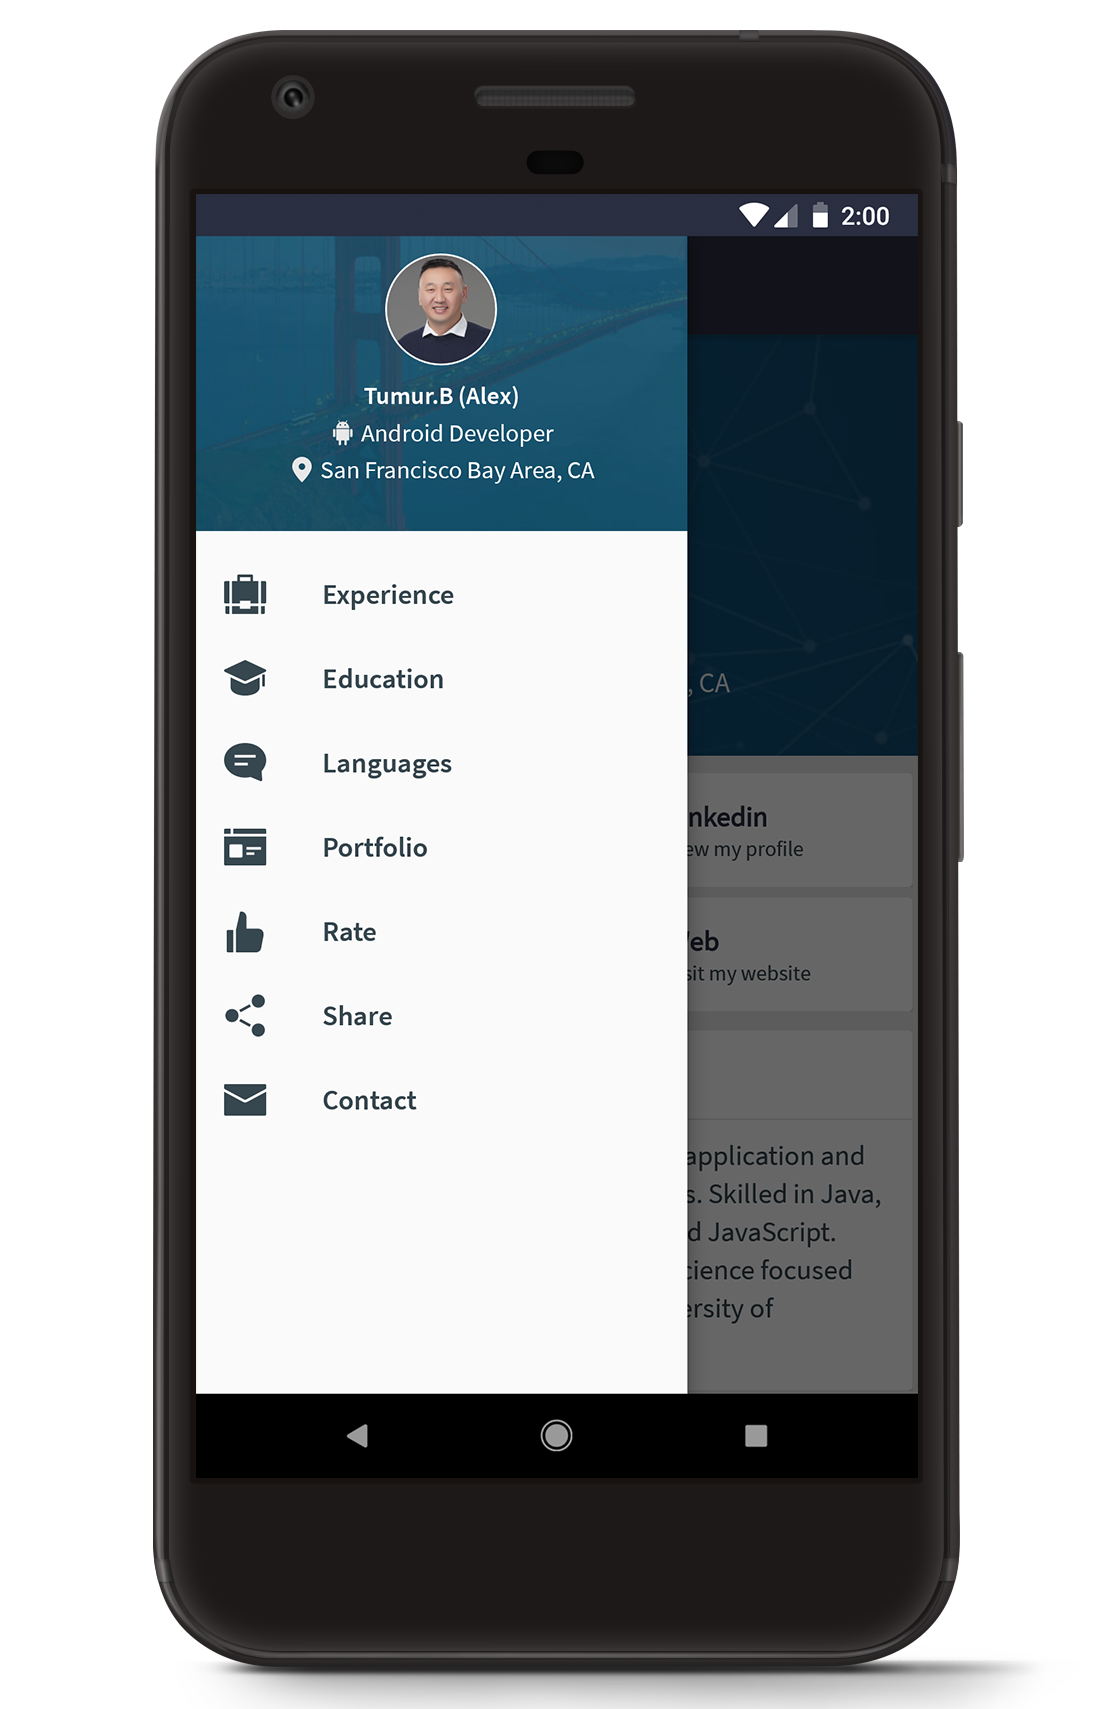 2:00
Tumur.B (Alex)
Android Developer
San Francisco Bay Area, CA
Experience
Education
Languages
Portfolio
Rate
Share
Contact
, CA
nkedin
ew my profile
eb
sit my website
application and
s. Skilled in Java,
d JavaScript.
cience focused
ersity of